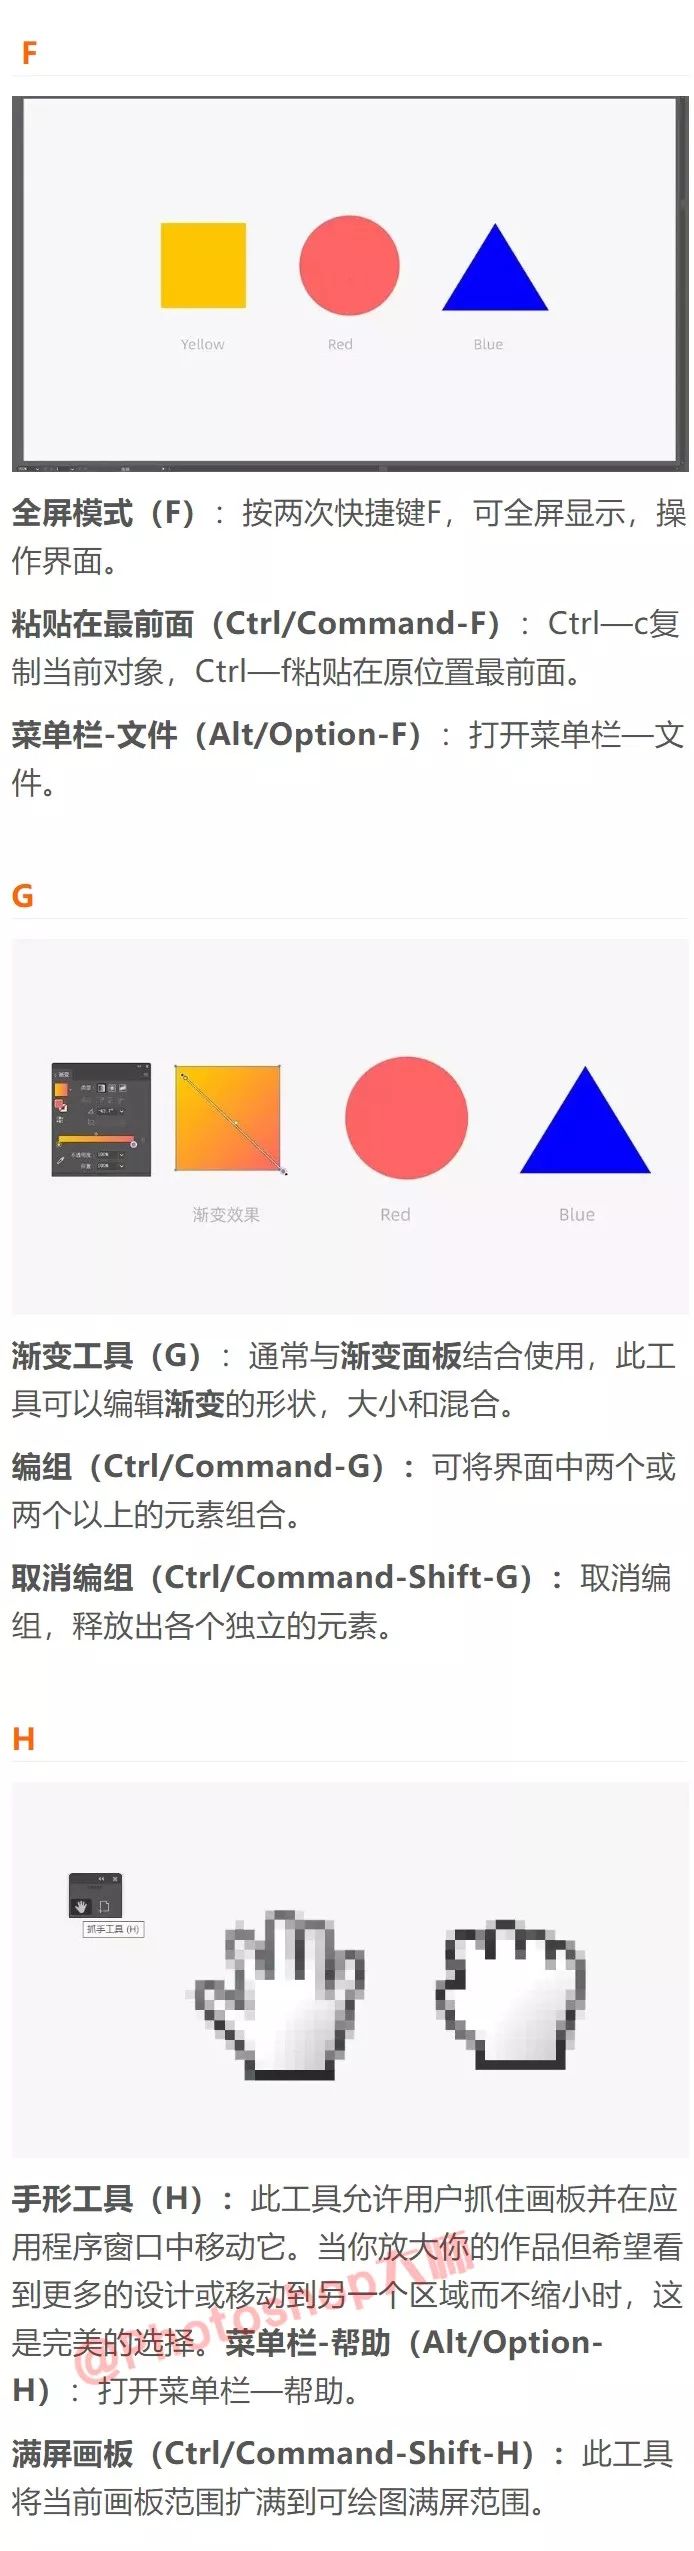 F
Yellow
Red
Blue
全屏模式（F）：按两次快捷键F，可全屏显示，操
作界面。
粘贴在最前面（Ctrl/Command-F）：Ctrl—c复
制当前对象，Ctrl—f粘贴在原位置最前面。
菜单栏-文件（Alt/Option-F）：打开菜单栏—文
件。
G
渐变
类型：
不透明度：100%
位置：100%
渐变效果
Red
Blue
渐变工具（G）：通常与渐变面板结合使用，此工
具可以编辑渐变的形状，大小和混合。
编组（Ctrl/Command-G）：可将界面中两个或
两个以上的元素组合。
取消编组（Ctrl/Command-Shift-G）：取消编
组，释放出各个独立的元素。
H
抓手工具 (H)
手形工具（H）：此工具允许用户抓住画板并在应
用程序窗口中移动它。当你放大你的作品但希望看
到更多的设计或移动到另一个区域而不缩小时，这
是完美的选择。菜单栏-帮助（Alt/Option-
H）：打开菜单栏—帮助。
@Photoshop大师
满屏画板（Ctrl/Command-Shift-H）：此工具
将当前画板范围扩满到可绘图满屏范围。